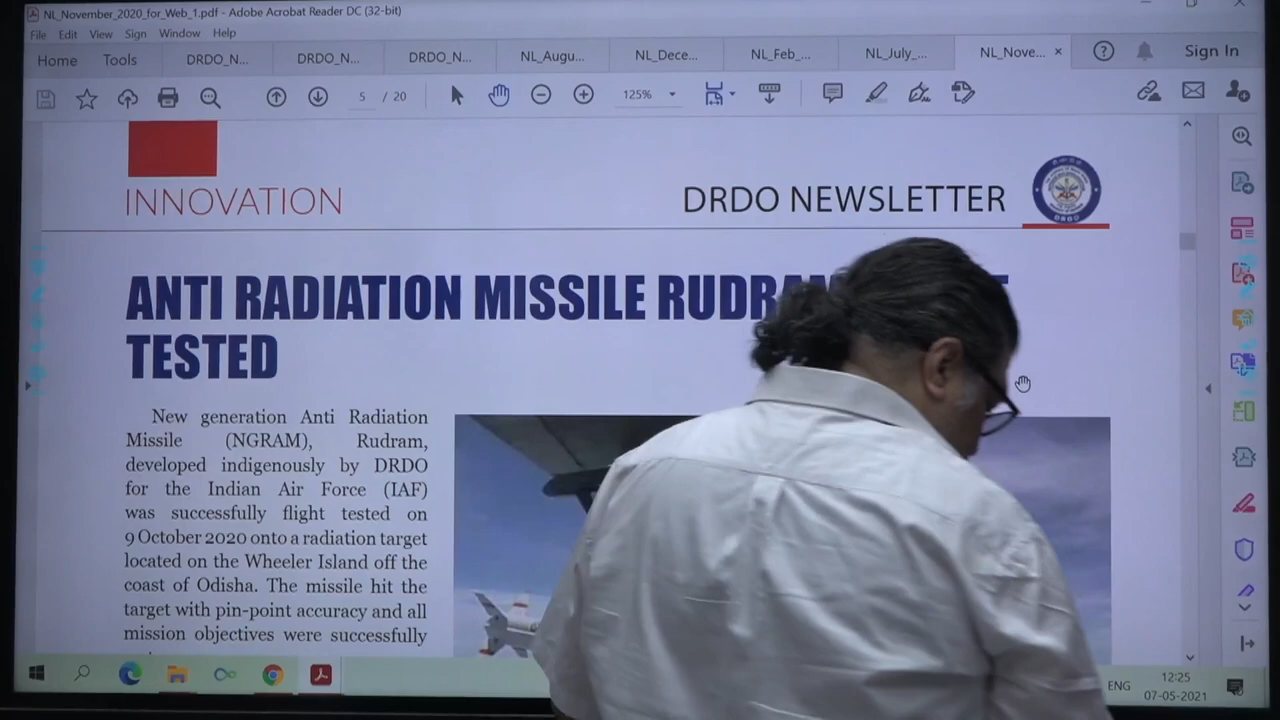 NL_November_2020_for_Web_1.pdf - Adobe Acrobat Reader DC (32-bit)
File Edit View Sign Window Help
Home Tools DRDO_N... DRDO_N... DRDO_N... NL_Augu... NL_Dece... NL_Feb_... NL_July_... NL_Nove... × Sign In
5 / 20 125%
INNOVATION DRDO NEWSLETTER
DRDO
ANTI RADIATION MISSILE
TESTED
New generation Anti Radiation
Missile (NGRAM), Rudram,
developed indigenously by DRDO
for the Indian Air Force (IAF)
was successfully flight tested on
9 October 2020 onto a radiation target
located on the Wheeler Island off the
coast of Odisha. The missile hit the
target with pin-point accuracy and all
mission objectives were successfully
ENG 12:25
07-05-2021